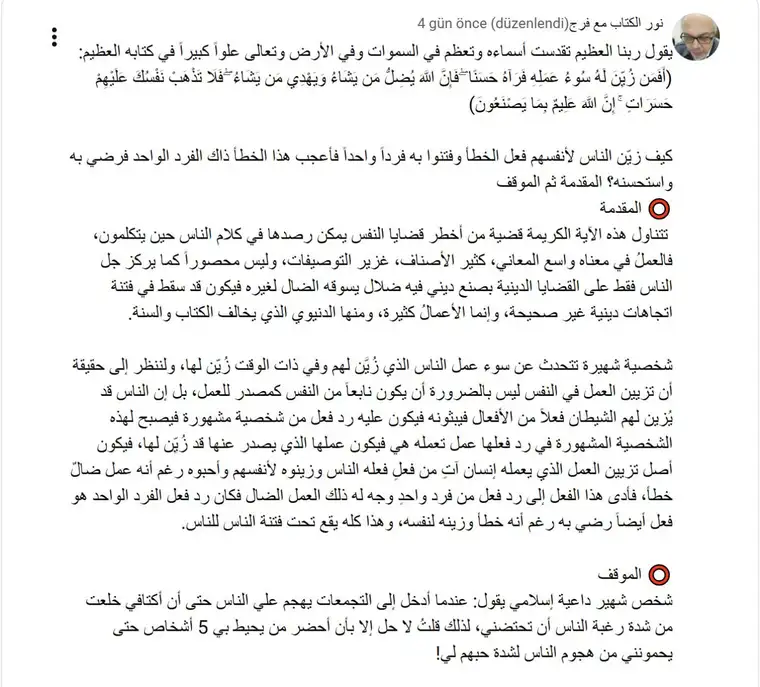 نور الكتاب مع فرج (düzenlendi) 4 gün önce
يقول ربنا العظيم تقدست أسماءه وتعظم في السموات وفي الأرض وتعالى علواً كبيراً في كتابه العظيم:
(أَفَمَن زُيِّنَ لَهُ سُوءُ عَمَلِهِ فَرَآهُ حَسَنًا ۖ فَإِنَّ اللَّهَ يُضِلُّ مَن يَشَاءُ وَيَهْدِي مَن يَشَاءُ ۖ فَلَا تَذْهَبْ نَفْسُكَ عَلَيْهِمْ
حَسَرَاتٍ ۚ إِنَّ اللَّهَ عَلِيمٌ بِمَا يَصْنَعُونَ)
كيف زيّن الناس لأنفسهم فعل الخطأ وفتنوا به فرداً واحداً فأعجب هذا الخطأ ذاك الفرد الواحد فرضي به
واستحسنه؟ المقدمة ثم الموقف
⭕ المقدمة
تتناول هذه الآية الكريمة قضية من أخطر قضايا النفس يمكن رصدها في كلام الناس حين يتكلمون،
فالعملُ في معناه واسع المعاني، كثير الأصناف، غزير التوصيفات، وليس محصوراً كما يركز جل
الناس فقط على القضايا الدينية بصنع ديني فيه ضلال يسوقه الضال لغيره فيكون قد سقط في فتنة
اتجاهات دينية غير صحيحة، وإنما الأعمالُ كثيرة، ومنها الدنيوي الذي يخالف الكتاب والسنة.
شخصية شهيرة تتحدث عن سوء عمل الناس الذي زُيَّن لهم وفي ذات الوقت زُيّن لها، ولننظر إلى حقيقة
أن تزيين العمل في النفس ليس بالضرورة أن يكون نابعاً من النفس كمصدر للعمل، بل إن الناس قد
يُزين لهم الشيطان فعلاً من الأفعال فيبثونه فيكون عليه رد فعل من شخصية مشهورة فيصبح لهذه
الشخصية المشهورة في رد فعلها عمل تعمله هي فيكون عملها الذي يصدر عنها قد زُيّن لها، فيكون
أصل تزيين العمل الذي يعمله إنسان آتٍ من فعلِ فعله الناس وزينوه لأنفسهم وأحبوه رغم أنه عمل ضالّ
خطأ، فأدى هذا الفعل إلى رد فعل من فرد واحدٍ وجه له ذلك العمل الضال فكان رد فعل الفرد الواحد هو
فعل أيضاً رضي به رغم أنه خطأ وزينه لنفسه، وهذا كله يقع تحت فتنة الناس للناس.
⭕ الموقف
شخص شهير داعية إسلامي يقول: عندما أدخل إلى التجمعات يهجم علي الناس حتى أن أكتافي خلعت
من شدة رغبة الناس أن تحتضنني، لذلك قلتُ لا حل إلا بأن أحضر من يحيط بي 5 أشخاص حتى
يحمونني من هجوم الناس لشدة حبهم لي!